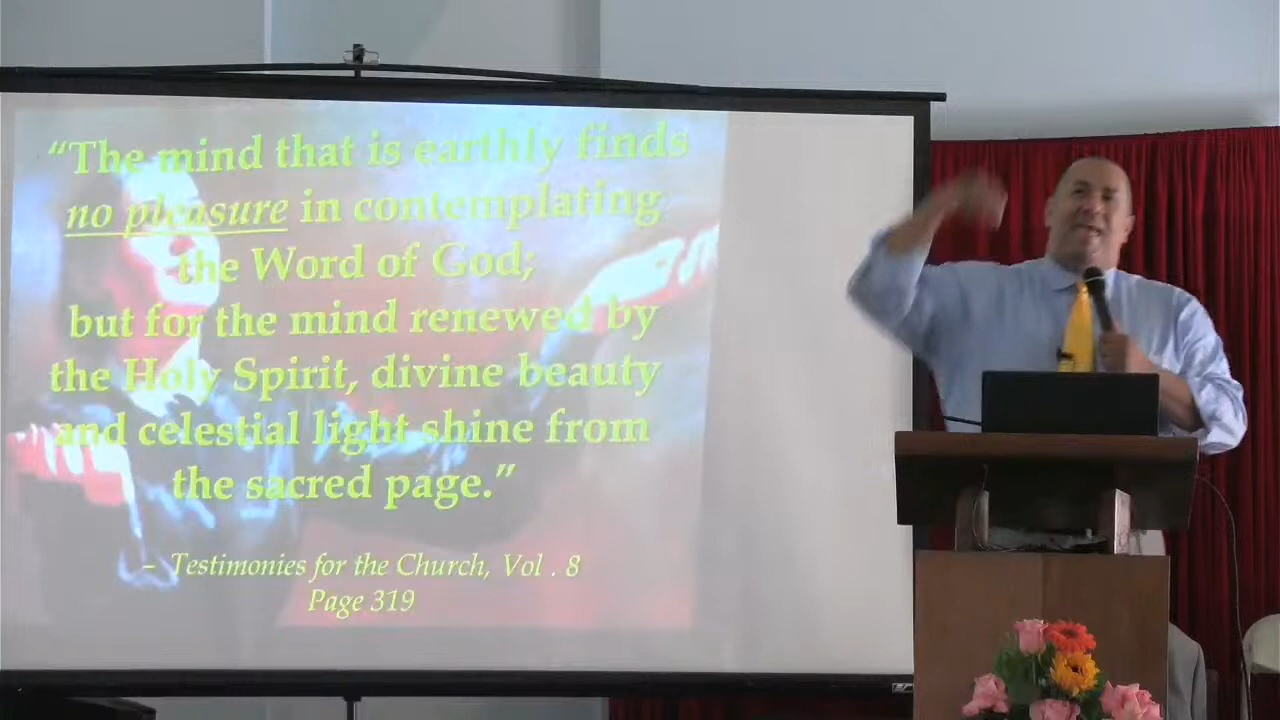 “The mind that is earthly finds
no pleasure in contemplating
the Word of God;
but for the mind renewed by
the Holy Spirit, divine beauty
and celestial light shine from
the sacred page.”
– Testimonies for the Church, Vol . 8
Page 319